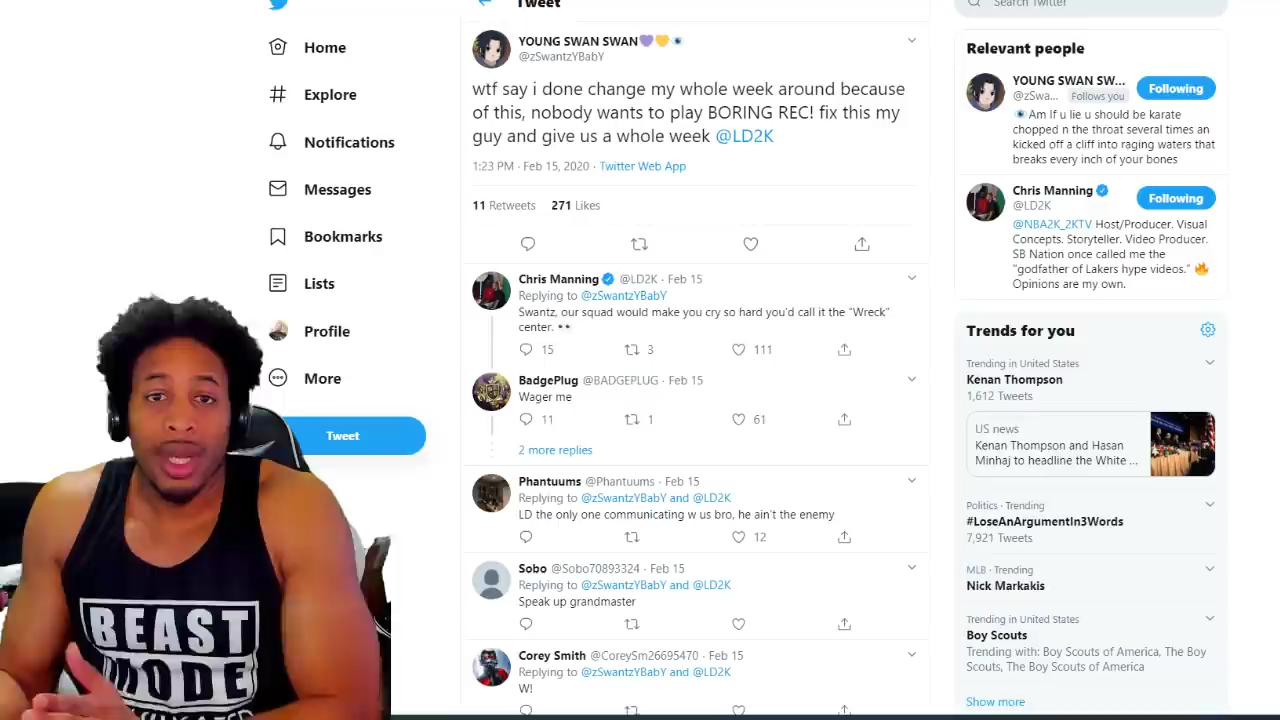 Tweet
Search Twitter
Home
Explore
Notifications
Messages
Bookmarks
Lists
Profile
More
Tweet
YOUNG SWAN SWAN💜💛👁
@zSwantzYBabY
wtf say i done change my whole week around because
of this, nobody wants to play BORING REC! fix this my
guy and give us a whole week @LD2K
1:23 PM · Feb 15, 2020 · Twitter Web App
11 Retweets 271 Likes
Chris Manning @LD2K · Feb 15
Replying to @zSwantzYBabY
Swantz, our squad would make you cry so hard you'd call it the “Wreck”
center. 👀
15 3 111
BadgePlug @BADGEPLUG · Feb 15
Wager me
11 1 61
2 more replies
Phantuums @Phantuums · Feb 15
Replying to @zSwantzYBabY and @LD2K
LD the only one communicating w us bro, he ain't the enemy
12
Sobo @Sobo70893324 · Feb 15
Replying to @zSwantzYBabY and @LD2K
Speak up grandmaster
Corey Smith @CoreySm26695470 · Feb 15
Replying to @zSwantzYBabY and @LD2K
W!
Relevant people
YOUNG SWAN SW...
@zSwa... Follows you
Following
👁Am If u lie u should be karate
chopped n the throat several times an
kicked off a cliff into raging waters that
breaks every inch of your bones
Chris Manning
@LD2K
Following
@NBA2K_2KTV Host/Producer. Visual
Concepts. Storyteller. Video Producer.
SB Nation once called me the
"godfather of Lakers hype videos." 🔥
Opinions are my own.
Trends for you
Trending in United States
Kenan Thompson
1,612 Tweets
US news
Kenan Thompson and Hasan
Minhaj to headline the White ...
Politics · Trending
#LoseAnArgumentIn3Words
7,921 Tweets
MLB · Trending
Nick Markakis
Trending in United States
Boy Scouts
Trending with: Boy Scouts of America, The Boy
Scouts, The Boy Scouts of America
Show more
BEAST
MODE